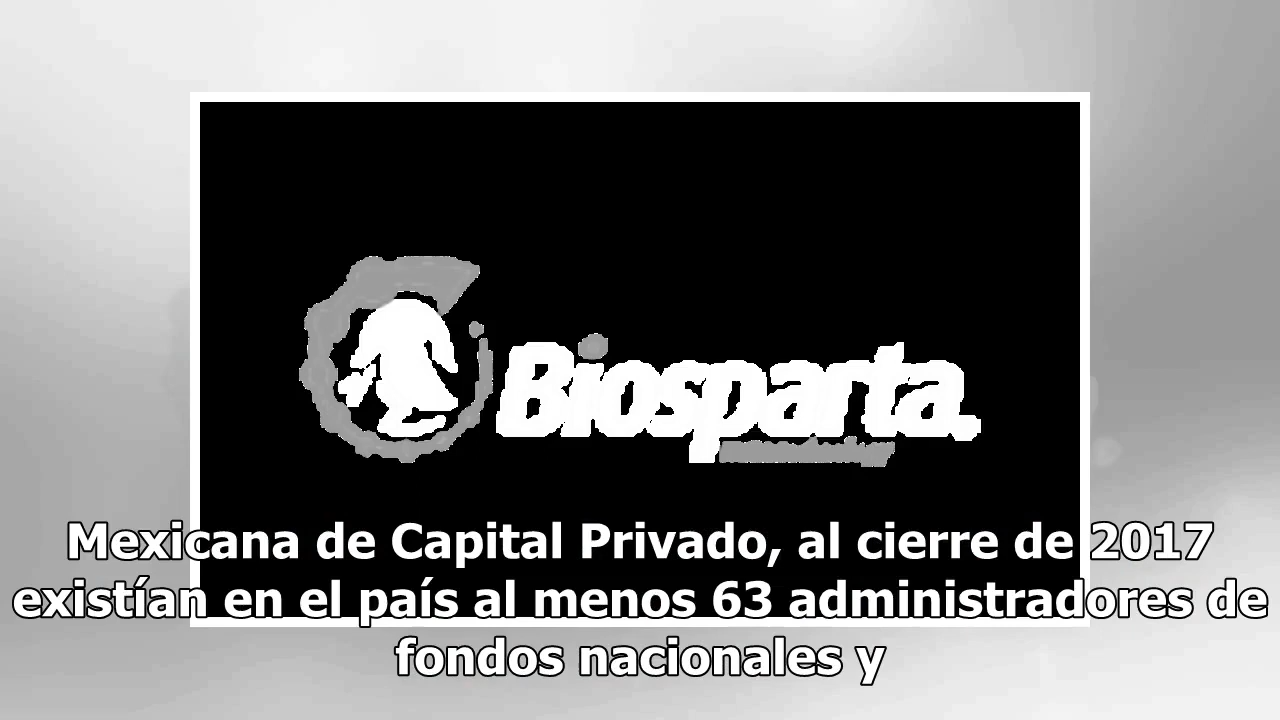 Biosparta.
Mexicana de Capital Privado, al cierre de 2017
existían en el país al menos 63 administradores de
fondos nacionales y